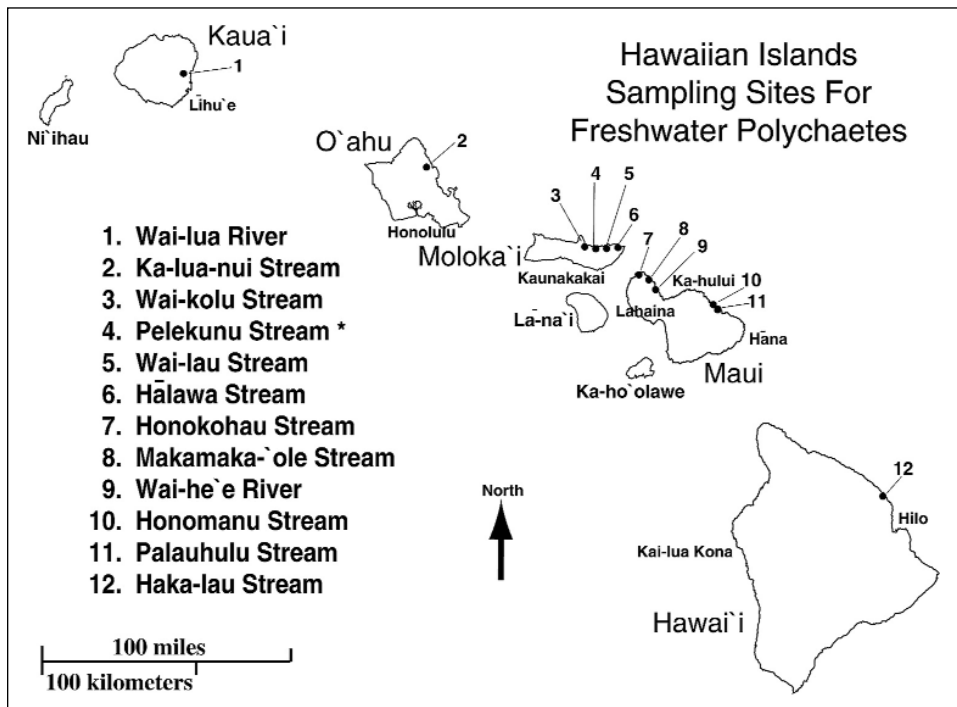 Kaua`i
1
Līhu`e
Ni`ihau
Hawaiian Islands
Sampling Sites For
Freshwater Polychaetes
O`ahu
2
Honolulu
3
4
5
6
Moloka`i
Kaunakakai
7
8
9
Ka-hului
10
11
Lahaina
Lā-na`i
Hāna
Maui
Ka-ho`olawe
1. Wai-lua River
2. Ka-lua-nui Stream
3. Wai-kolu Stream
4. Pelekunu Stream *
5. Wai-lau Stream
6. Hālawa Stream
7. Honokohau Stream
8. Makamaka-`ole Stream
9. Wai-he`e River
10. Honomanu Stream
11. Palauhulu Stream
12. Haka-lau Stream
North
12
Hilo
Kai-lua Kona
Hawai`i
100 miles
100 kilometers